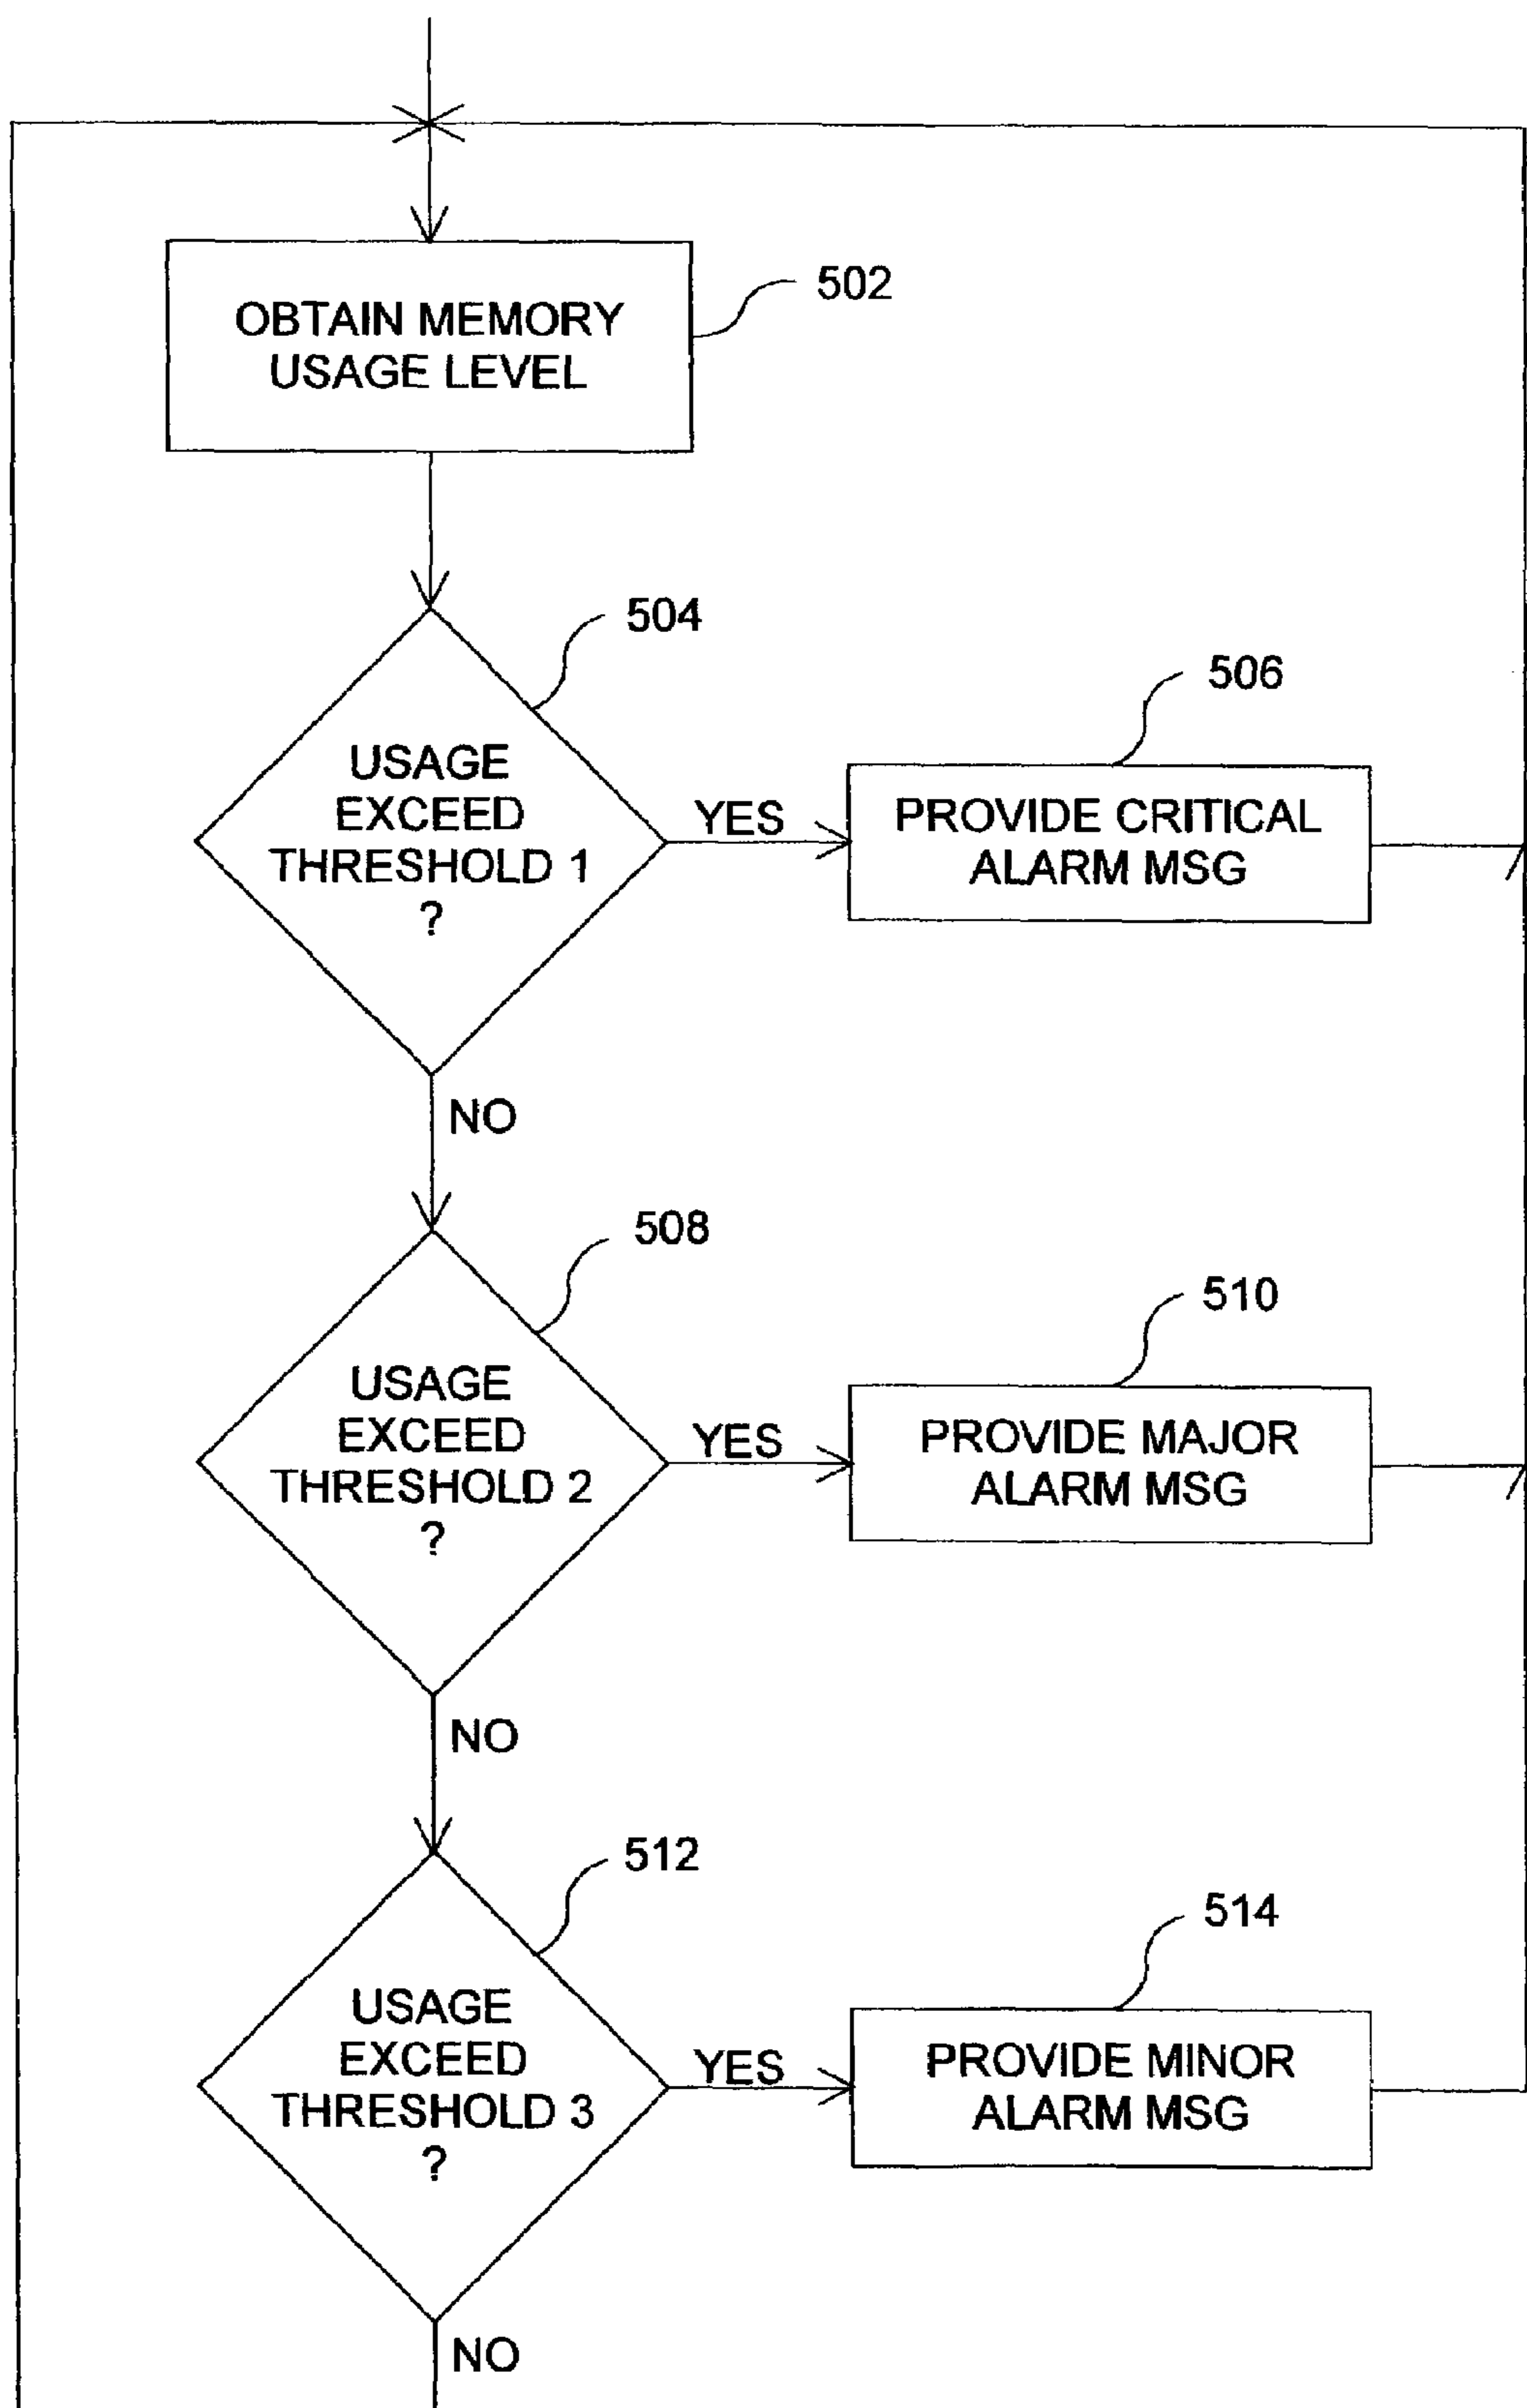 502
OBTAIN MEMORY
USAGE LEVEL
504
USAGE
EXCEED
THRESHOLD 1
?
YES
506
PROVIDE CRITICAL
ALARM MSG
NO
508
USAGE
EXCEED
THRESHOLD 2
?
YES
510
PROVIDE MAJOR
ALARM MSG
NO
512
USAGE
EXCEED
THRESHOLD 3
?
YES
514
PROVIDE MINOR
ALARM MSG
NO